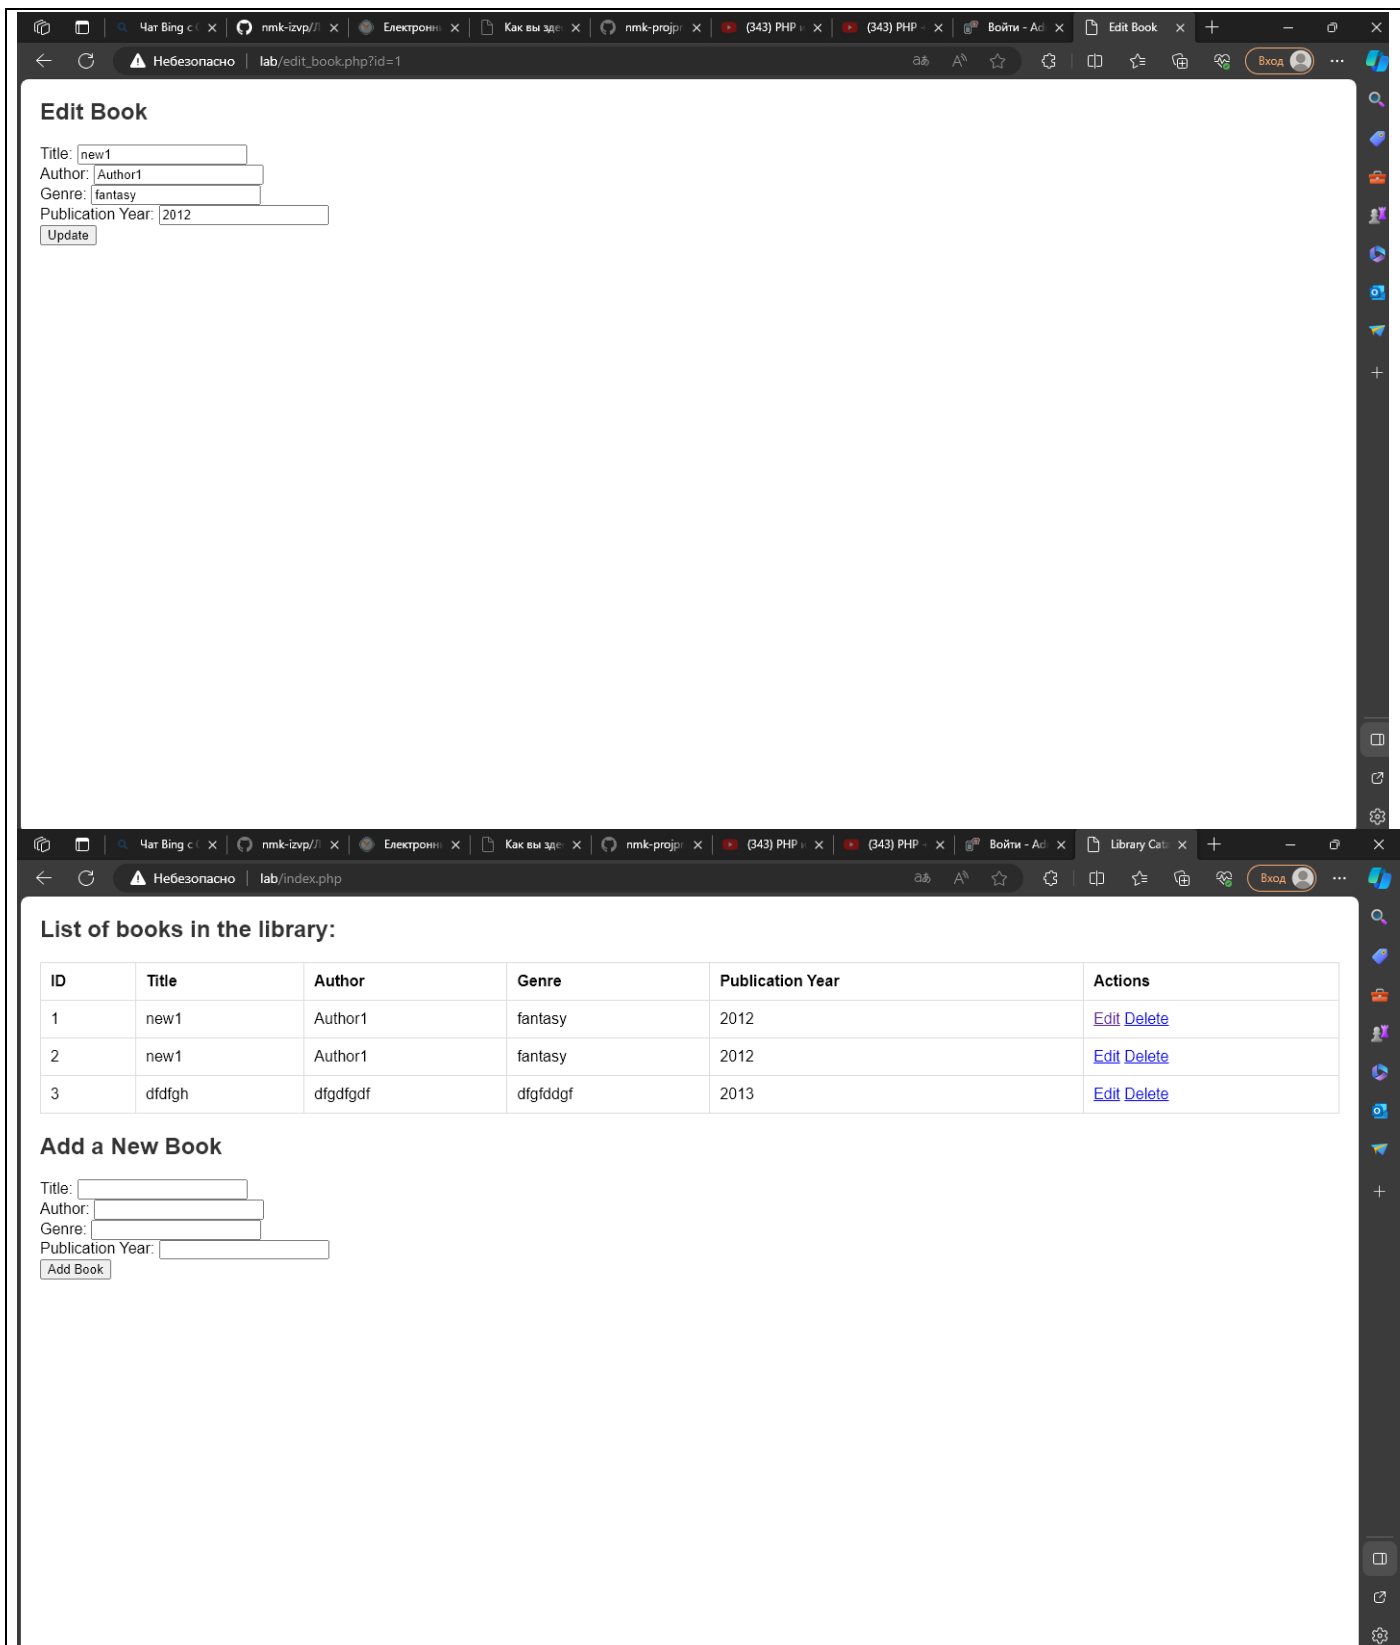 Чат Bing с nmk-izvp/Л Електронн Как вы зде nmk-projpr (343) PHP и (343) PHP - Войти - Ad Edit Book
Небезопасно lab/edit_book.php?id=1 Вход
Edit Book
Title: new1
Author: Author1
Genre: fantasy
Publication Year: 2012
Update
Чат Bing с nmk-izvp/Л Електронн Как вы зде nmk-projpr (343) PHP и (343) PHP - Войти - Ad Library Cat
Небезопасно lab/index.php Вход
List of books in the library:
ID Title Author Genre Publication Year Actions
1 new1 Author1 fantasy 2012 Edit Delete
2 new1 Author1 fantasy 2012 Edit Delete
3 dfdfgh dfgdfgdf dfgfddgf 2013 Edit Delete
Add a New Book
Title:
Author:
Genre:
Publication Year:
Add Book